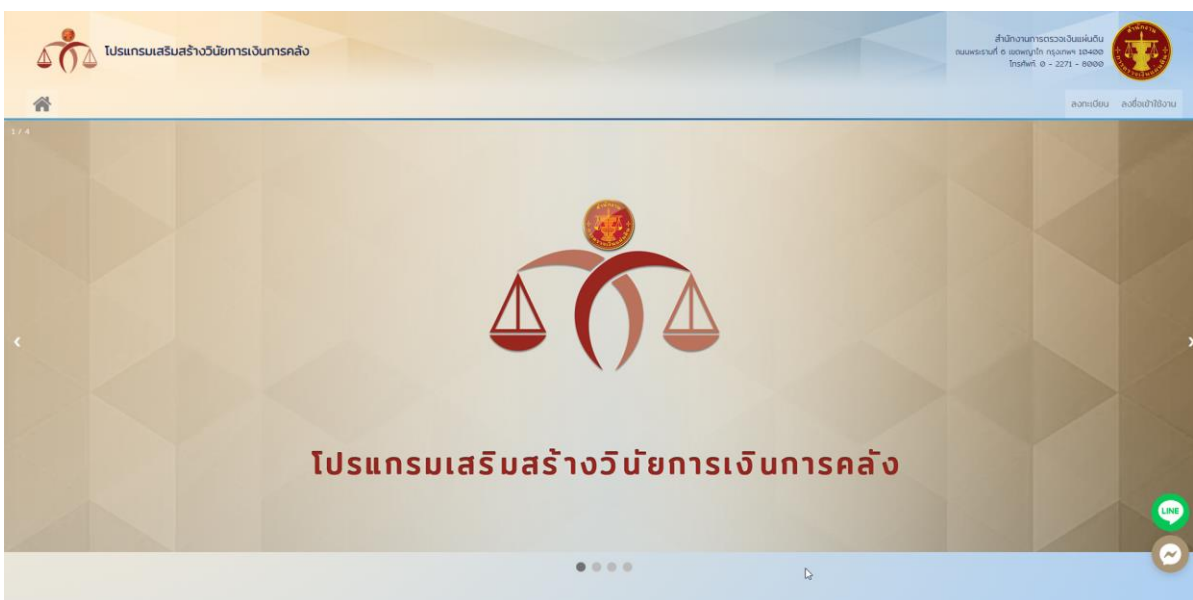 โปรแกรมเสริมสร้างวินัยการเงินการคลัง
สำนักงานการตรวจเงินแผ่นดิน
ถนนพระรามที่ 6 เขตพญาไท กรุงเทพฯ 10400
โทรศัพท์. 0 - 2271 - 8000
ลงทะเบียน ลงชื่อเข้าใช้งาน
1 / 4
โปรแกรมเสริมสร้างวินัยการเงินการคลัง
LINE